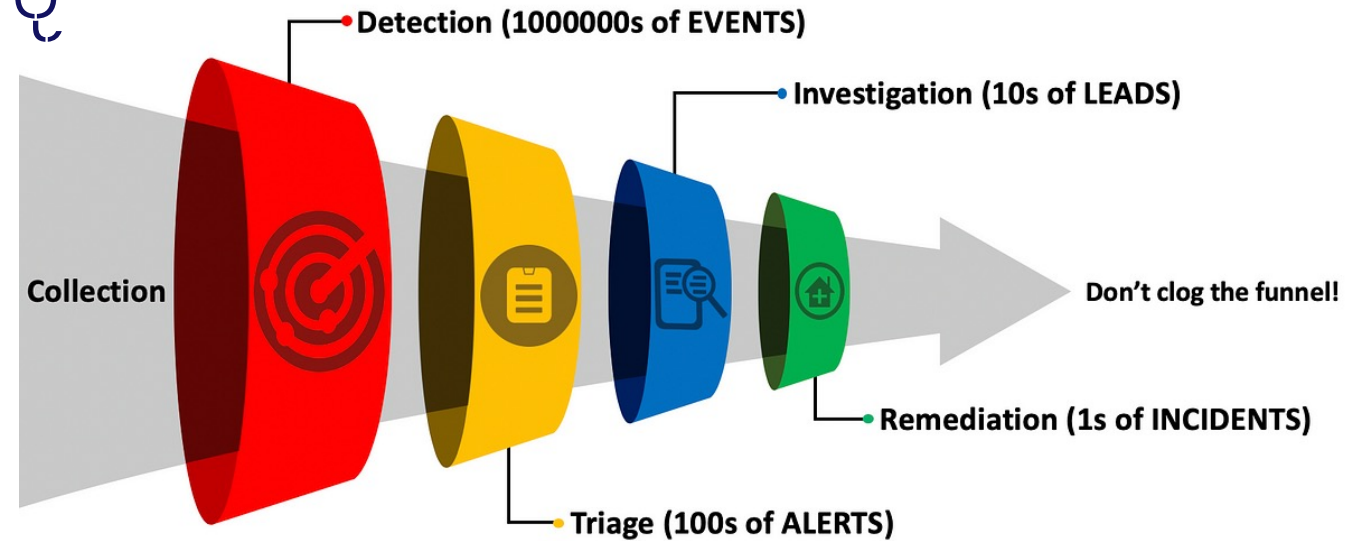 Detection (1000000s of EVENTS)
Investigation (10s of LEADS)
Collection
Don’t clog the funnel!
Remediation (1s of INCIDENTS)
Triage (100s of ALERTS)